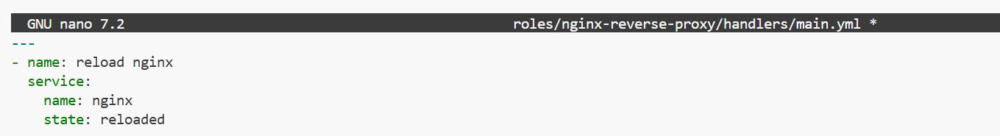 GNU nano 7.2 roles/nginx-reverse-proxy/handlers/main.yml *
---
- name: reload nginx
  service:
    name: nginx
    state: reloaded